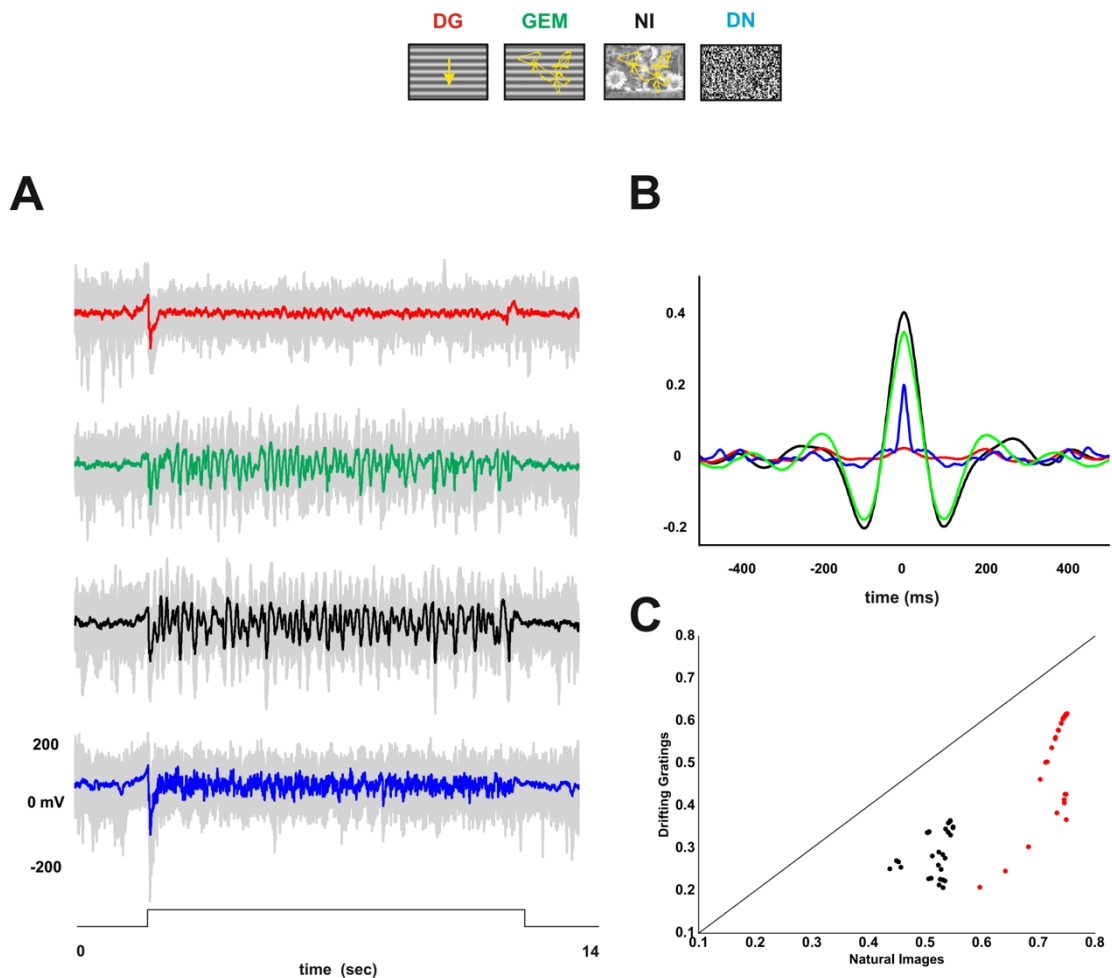 DG GEM NI DN
A
200
0 mV
-200
0 14
time (sec)
B
0.4
0.2
0
-0.2
-400 -200 0 200 400
time (ms)
C
Drifting Gratings
0.8
0.7
0.6
0.5
0.4
0.3
0.2
0.1
0.1 0.2 0.3 0.4 0.5 0.6 0.7 0.8
Natural Images